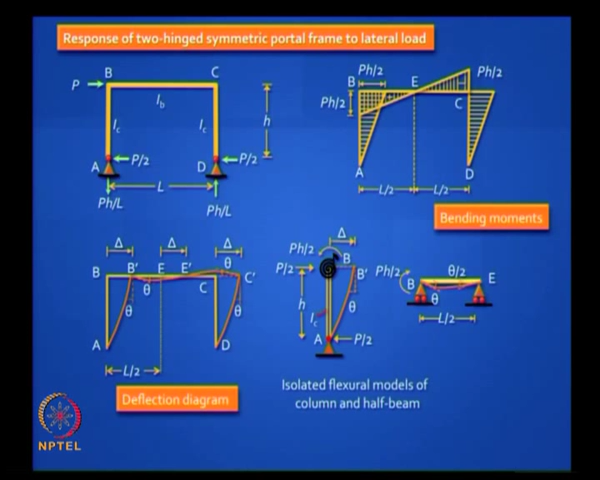 Response of two-hinged symmetric portal frame to lateral load
P
B
C
I_b
I_c
I_c
h
A
P/2
D
P/2
L
Ph/L
Ph/L
Ph/2
B
E
Ph/2
Ph/2
C
A
D
L/2
L/2
Bending moments
Δ
Δ
Δ
B
B'
E
E'
θ
C'
θ
C
θ
θ
A
D
L/2
Deflection diagram
Δ
Ph/2
B
P/2
B'
h
θ
I_c
A
P/2
Ph/2
θ/2
B
E
θ
L/2
Isolated flexural models of
column and half-beam
NPTEL